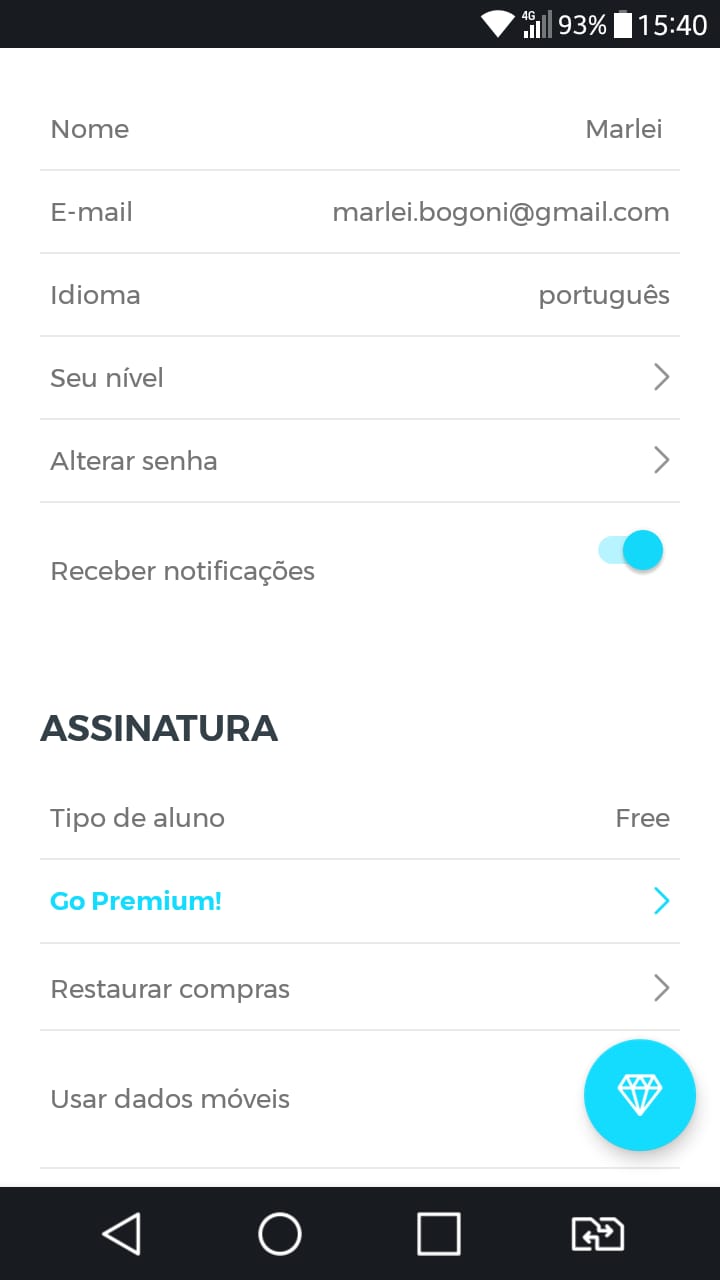 4G 93% 15:40
Nome Marlei
E-mail marlei.bogoni@gmail.com
Idioma português
Seu nível
Alterar senha
Receber notificações
ASSINATURA
Tipo de aluno Free
Go Premium!
Restaurar compras
Usar dados móveis